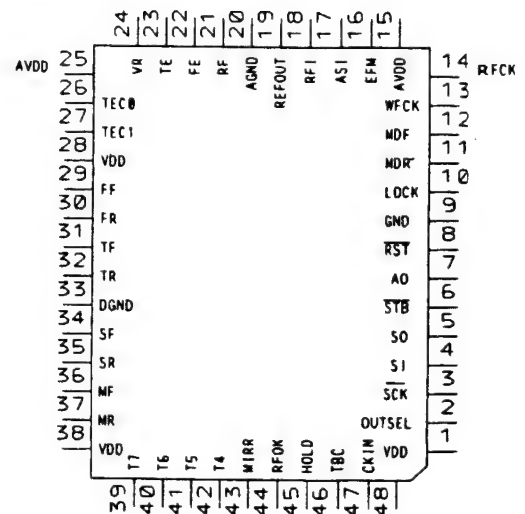 24 23 22 21 20 19 18 17 16 15
VR TE FE RF AGND REFOUT RFI ASI EFM AVDD
AVDD 25
26
TEC0
27
TEC1
28
VDD
29
FF
30
FR
31
TF
32
TR
33
DGND
34
SF
35
SR
36
MF
37
MR
38
VDD
14 RFCK
13
WFCK
12
MDF
11
MDR
10
LOCK
9
GND
8
RST
7
AO
6
STB
5
SO
4
SI
3
SCK
2
OUTSEL
1
VDD
T7 T6 T5 T4 MIRR RFOK HOLD TBC CKIN
39 40 41 42 43 44 45 46 47 48